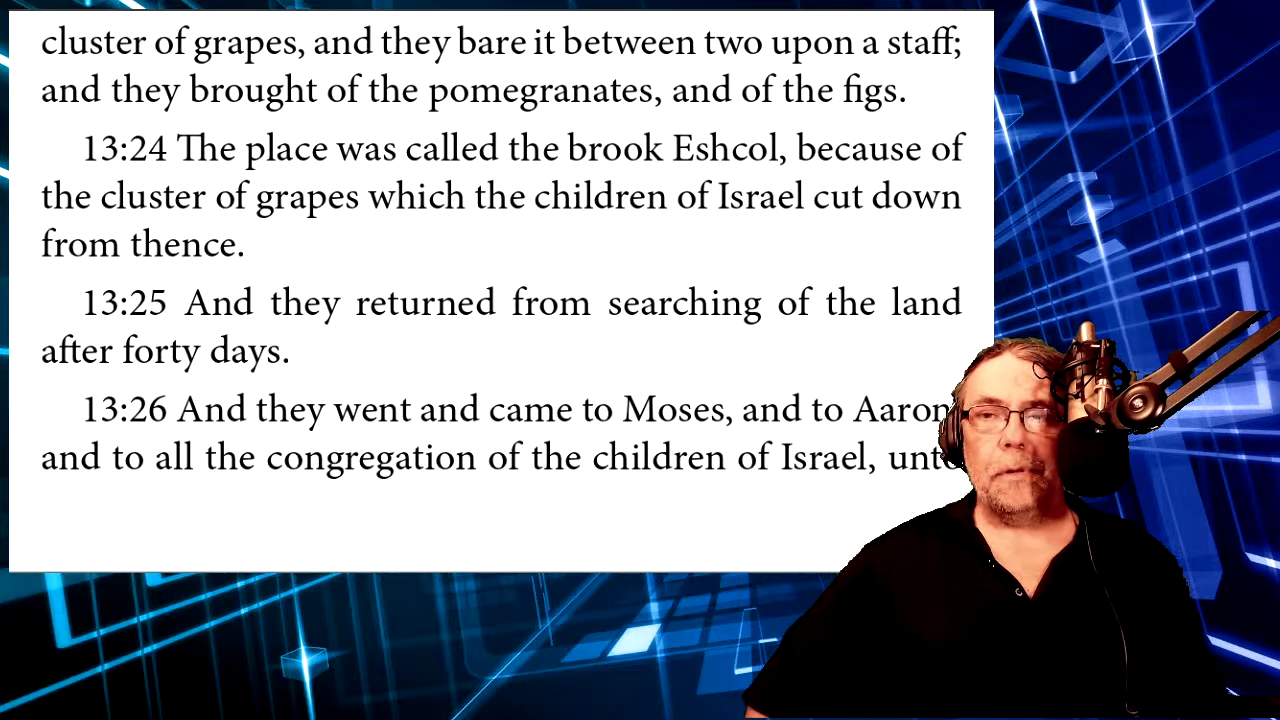 cluster of grapes, and they bare it between two upon a staff;
and they brought of the pomegranates, and of the figs.
13:24 The place was called the brook Eshcol, because of
the cluster of grapes which the children of Israel cut down
from thence.
13:25 And they returned from searching of the land
after forty days.
13:26 And they went and came to Moses, and to Aaron,
and to all the congregation of the children of Israel, unto